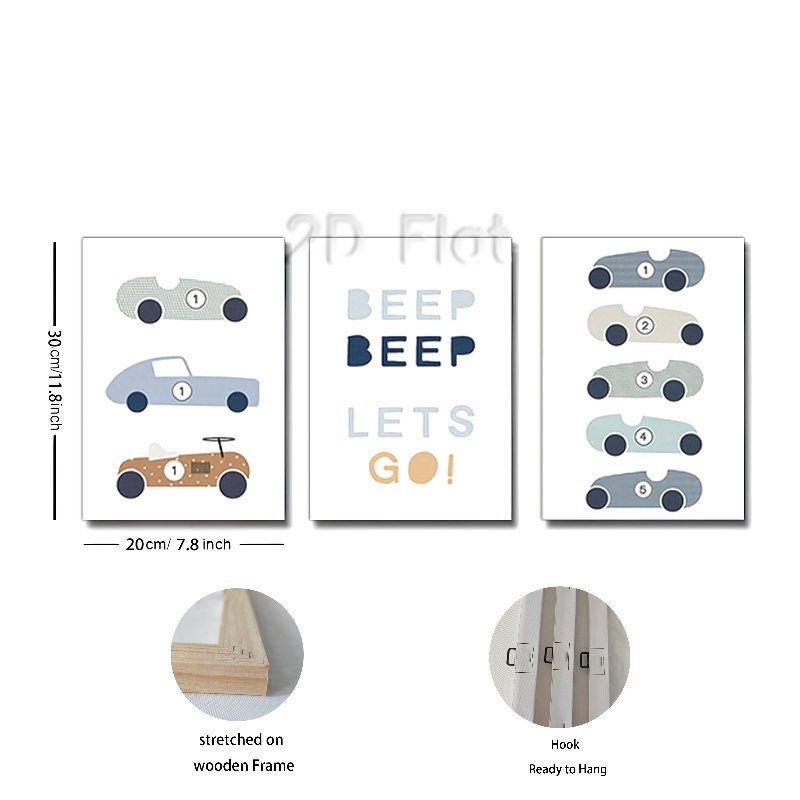 2D Flat
1
1
1
BEEP
BEEP
LETS
GO!
1
2
3
4
5
30cm/11.8inch
20cm/ 7.8 inch
stretched on
wooden Frame
Hook
Ready to Hang